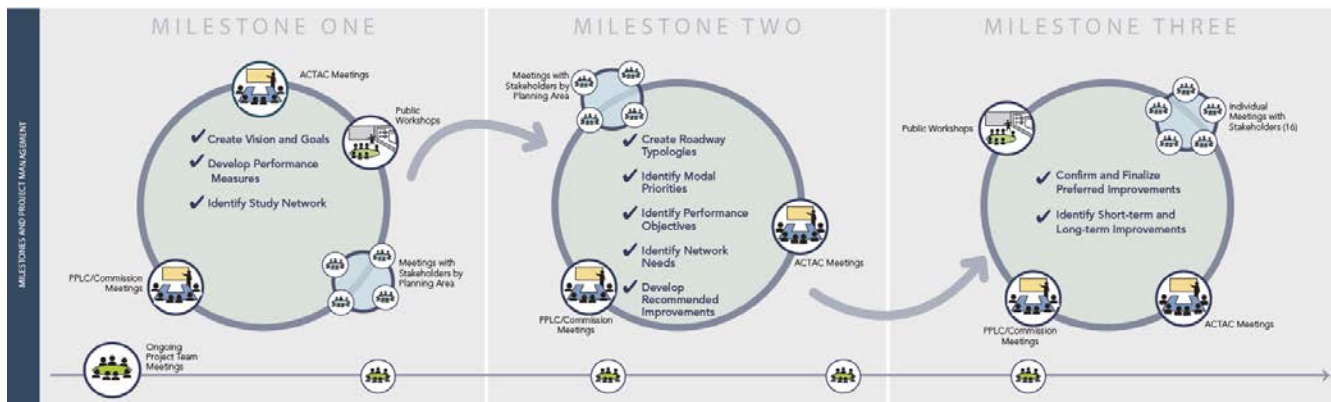 MILESTONES AND PROJECT MANAGEMENT
MILESTONE ONE
ACTAC Meetings
Public
Workshops
✓ Create Vision and Goals
✓ Develop Performance
Measures
✓ Identify Study Network
PPLC/Commission
Meetings
Meetings with
Stakeholders by
Planning Area
Ongoing
Project Team
Meetings
MILESTONE TWO
Meetings with
Stakeholders by
Planning Area
✓ Create Roadway
Typologies
✓ Identify Modal
Priorities
✓ Identify Performance
Objectives
✓ Identify Network
Needs
✓ Develop
Recommended
Improvements
ACTAC Meetings
PPLC/Commission
Meetings
MILESTONE THREE
Public Workshops
Individual
Meetings with
Stakeholders (16)
✓ Confirm and Finalize
Preferred Improvements
✓ Identify Short-term and
Long-term Improvements
PPLC/Commission
Meetings
ACTAC Meetings